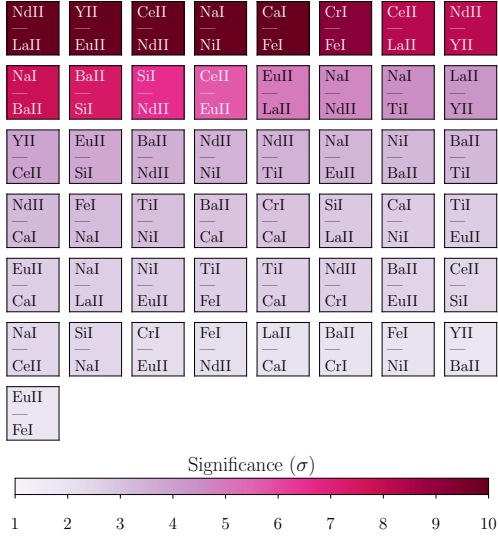 NdII YII CeII NaI CaI CrI CeII NdII
— — — — — — — —
LaII EuII NdII NiI FeI FeI LaII YII
NaI BaII SiI CeII EuII NaI NaI LaII
— — — — — — — —
BaII SiI NdII EuII LaII NdII TiI YII
YII EuII BaII NdII NdII NaI NiI BaII
— — — — — — — —
CeII SiI NdII NiI TiI EuII BaII TiI
NdII FeI TiI BaII CrI SiI CaI TiI
— — — — — — — —
CaI NaI NiI CaI CaI LaII NiI EuII
EuII NaI NiI TiI TiI NdII BaII CeII
— — — — — — — —
CaI LaII EuII FeI CaI CrI EuII SiI
NaI SiI CrI FeI LaII BaII FeI YII
— — — — — — — —
CeII NaI EuII NdII CaI CrI NiI BaII
EuII
—
FeI
Significance (σ)
1 2 3 4 5 6 7 8 9 10